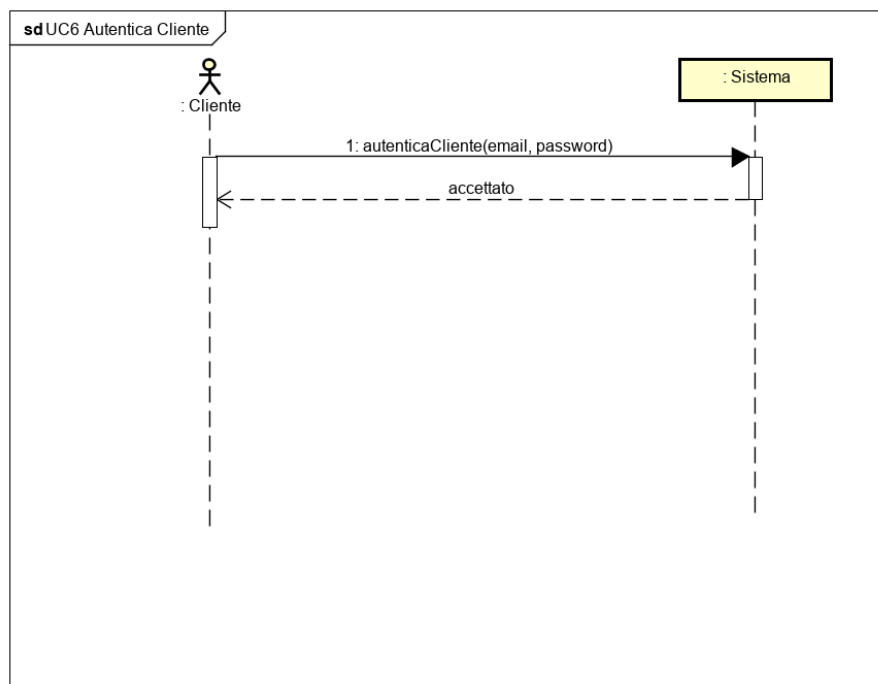 sd UC6 Autentica Cliente
: Cliente
: Sistema
1: autenticaCliente(email, password)
accettato